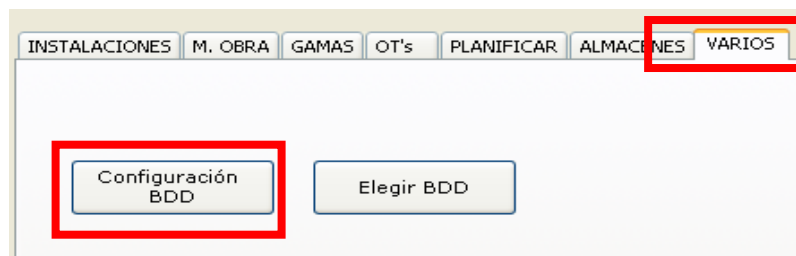 INSTALACIONES M. OBRA GAMAS OT's PLANIFICAR ALMACENES VARIOS
Configuración
BDD
Elegir BDD